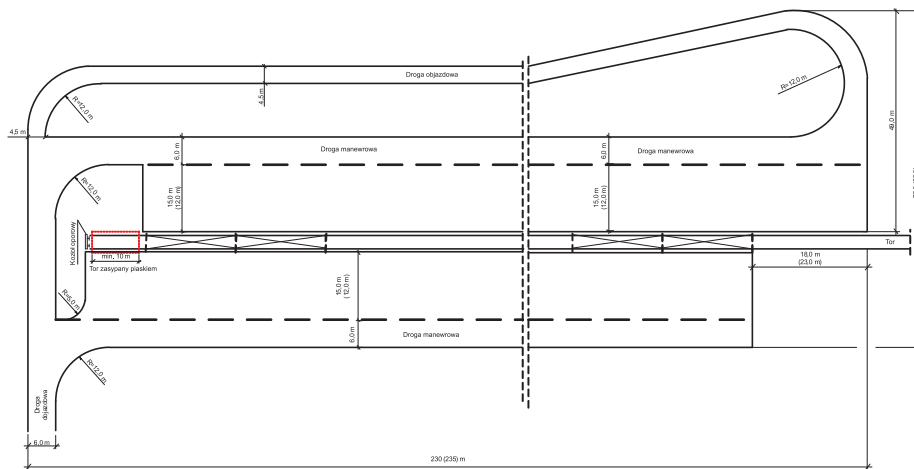 Droga objazdowa
4,5 m
R=12,0 m
R=12,0 m
49,0 m
4,5 m
6,0 m
Droga manewrowa
6,0 m
Droga manewrowa
R=12,0 m
15,0 m
(12,0 m)
15,0 m
(12,0 m)
Kozioł oporowy
min. 10 m
Tor zasypany piaskiem
Tor
18,0 m
(23,0 m)
15,0 m
(12,0 m)
R=5,0 m
6,0 m
Droga manewrowa
R=12,0 m
Droga
dojazdowa
6,0 m
230 (235) m